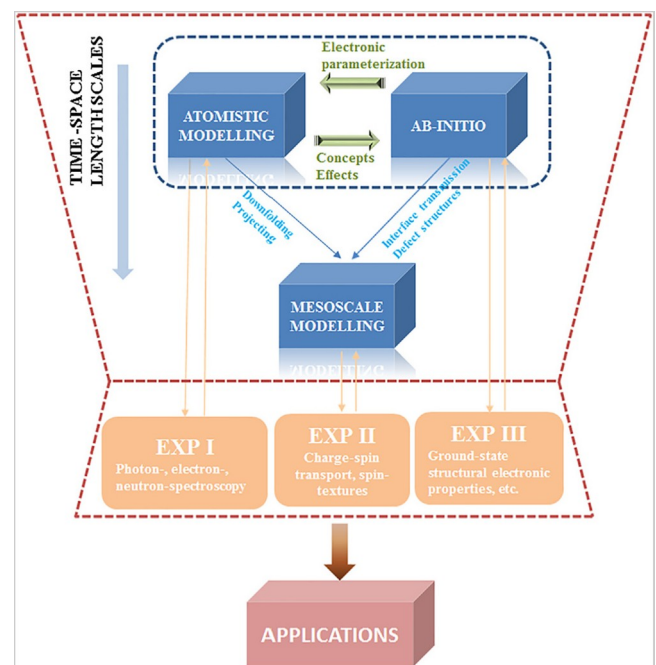 Electronic
parameterization
TIME -SPACE
LENGTH SCALES
ATOMISTIC
MODELLING
AB-INITIO
Concepts
Effects
Downfolding
Projecting
Interface transmission
Defect structures
MESOSCALE
MODELLING
EXP I
Photon-, electron-,
neutron-spectroscopy
EXP II
Charge-spin
transport, spin-
textures
EXP III
Ground-state
structural electronic
properties, etc.
APPLICATIONS